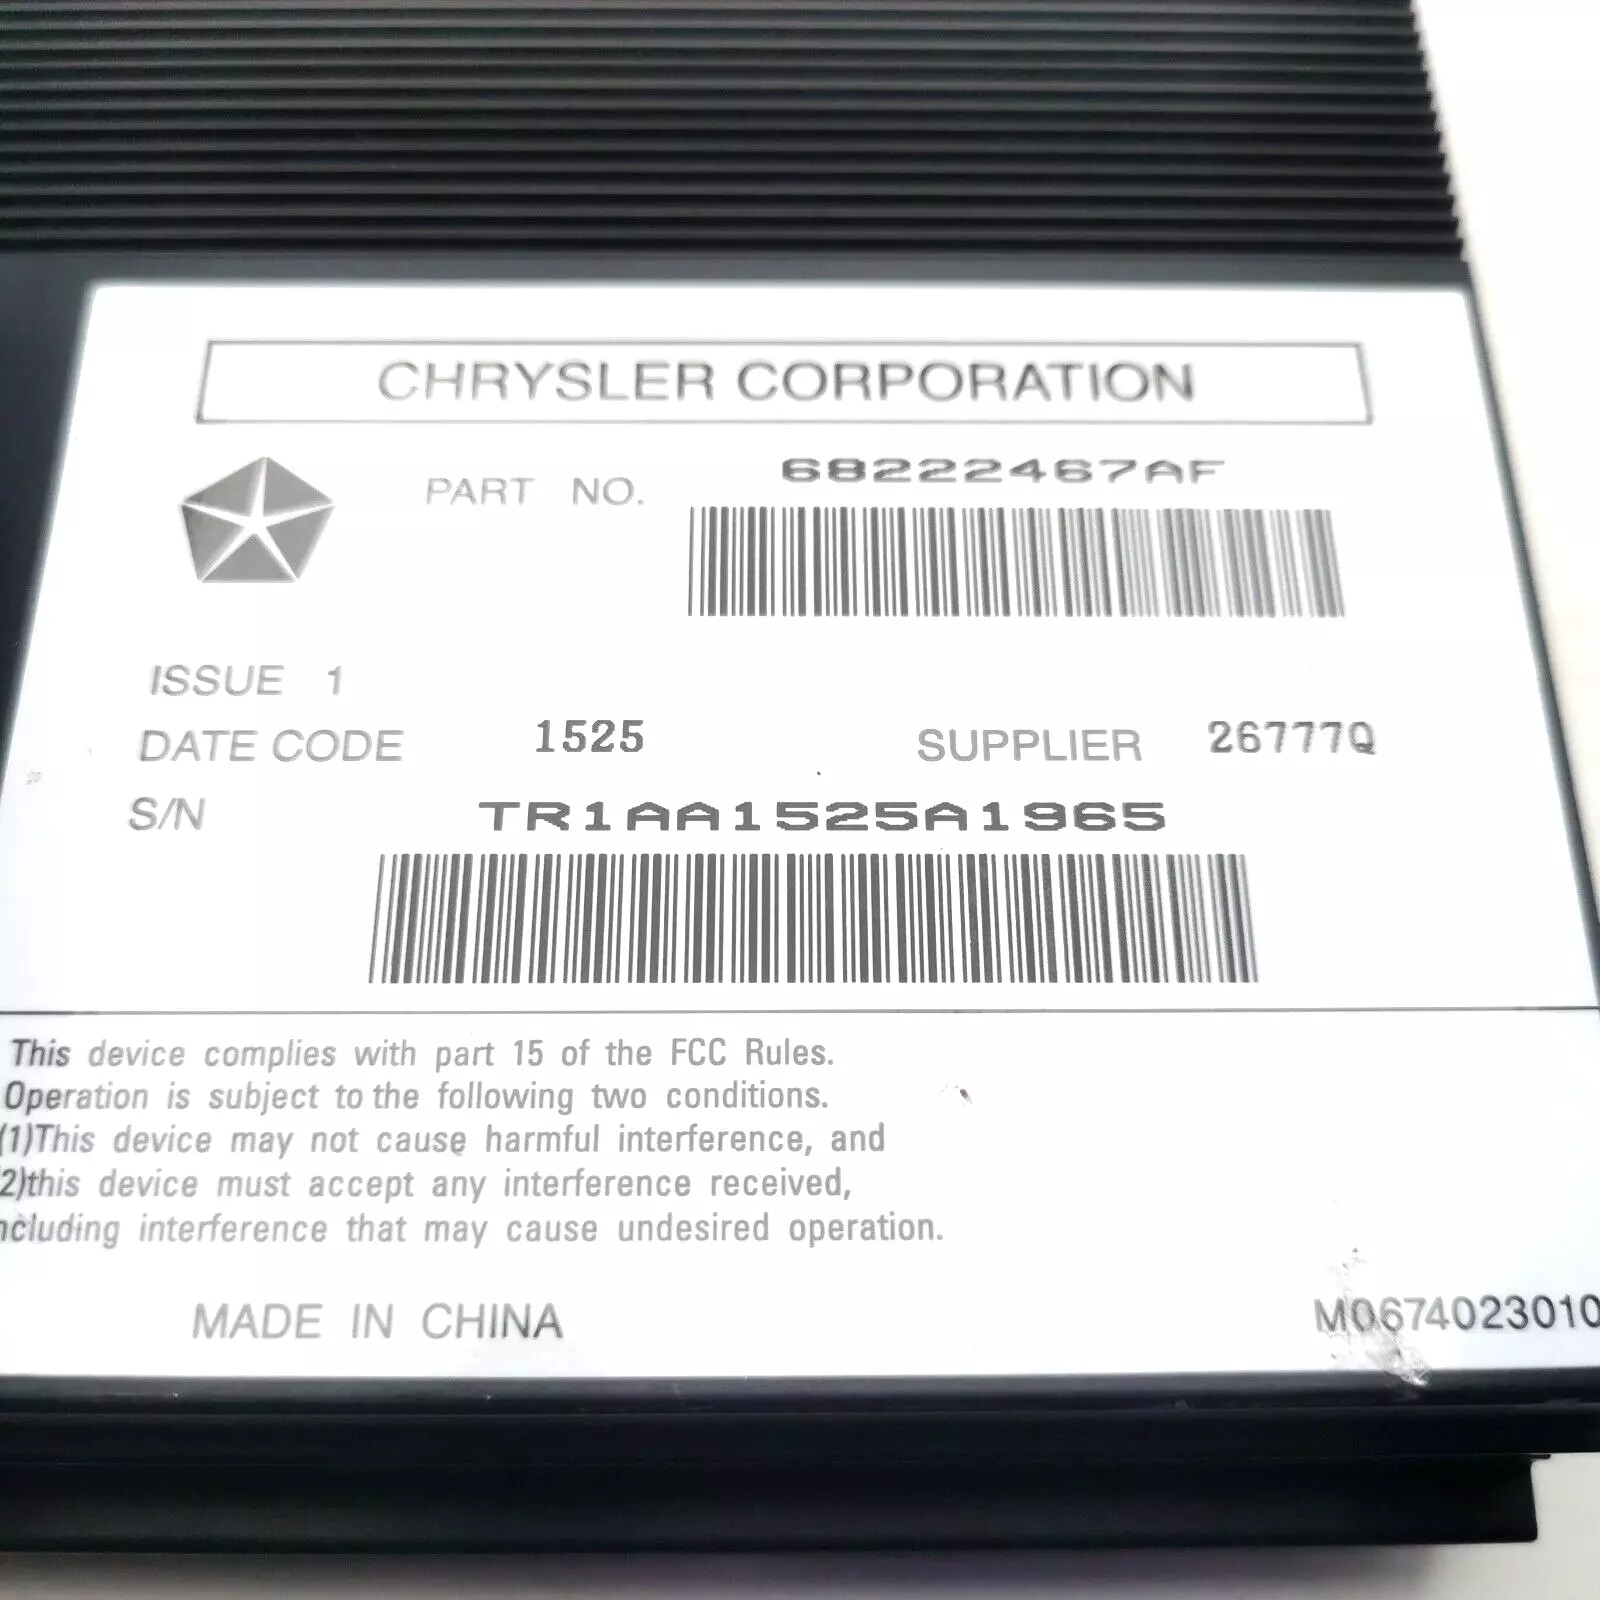 CHRYSLER CORPORATION
PART NO. 68222467AF
ISSUE 1
DATE CODE 1525 SUPPLIER 26777Q
S/N TR1AA1525A1965
This device complies with part 15 of the FCC Rules.
Operation is subject to the following two conditions.
(1)This device may not cause harmful interference, and
2)this device must accept any interference received,
ncluding interference that may cause undesired operation.
MADE IN CHINA M0674023010